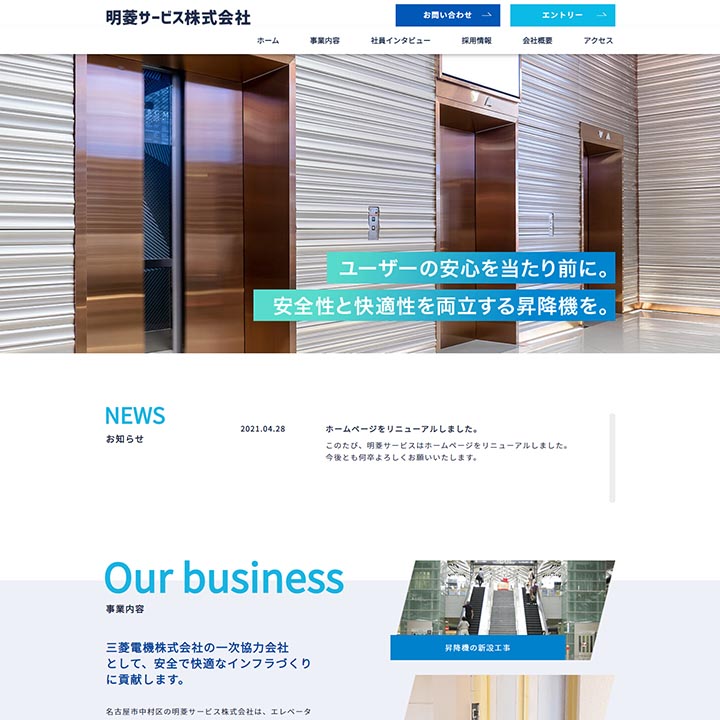 明菱サービス株式会社
お問い合わせ
エントリー
ホーム 事業内容 社員インタビュー 採用情報 会社概要 アクセス
ユーザーの安心を当たり前に。
安全性と快適性を両立する昇降機を。
NEWS
お知らせ
2021.04.28
ホームページをリニューアルしました。
このたび、明菱サービスはホームページをリニューアルしました。
今後とも何卒よろしくお願いいたします。
Our business
事業内容
三菱電機株式会社の一次協力会社
として、安全で快適なインフラづくり
に貢献します。
名古屋市中村区の明菱サービス株式会社は、エレベータ
昇降機の新設工事